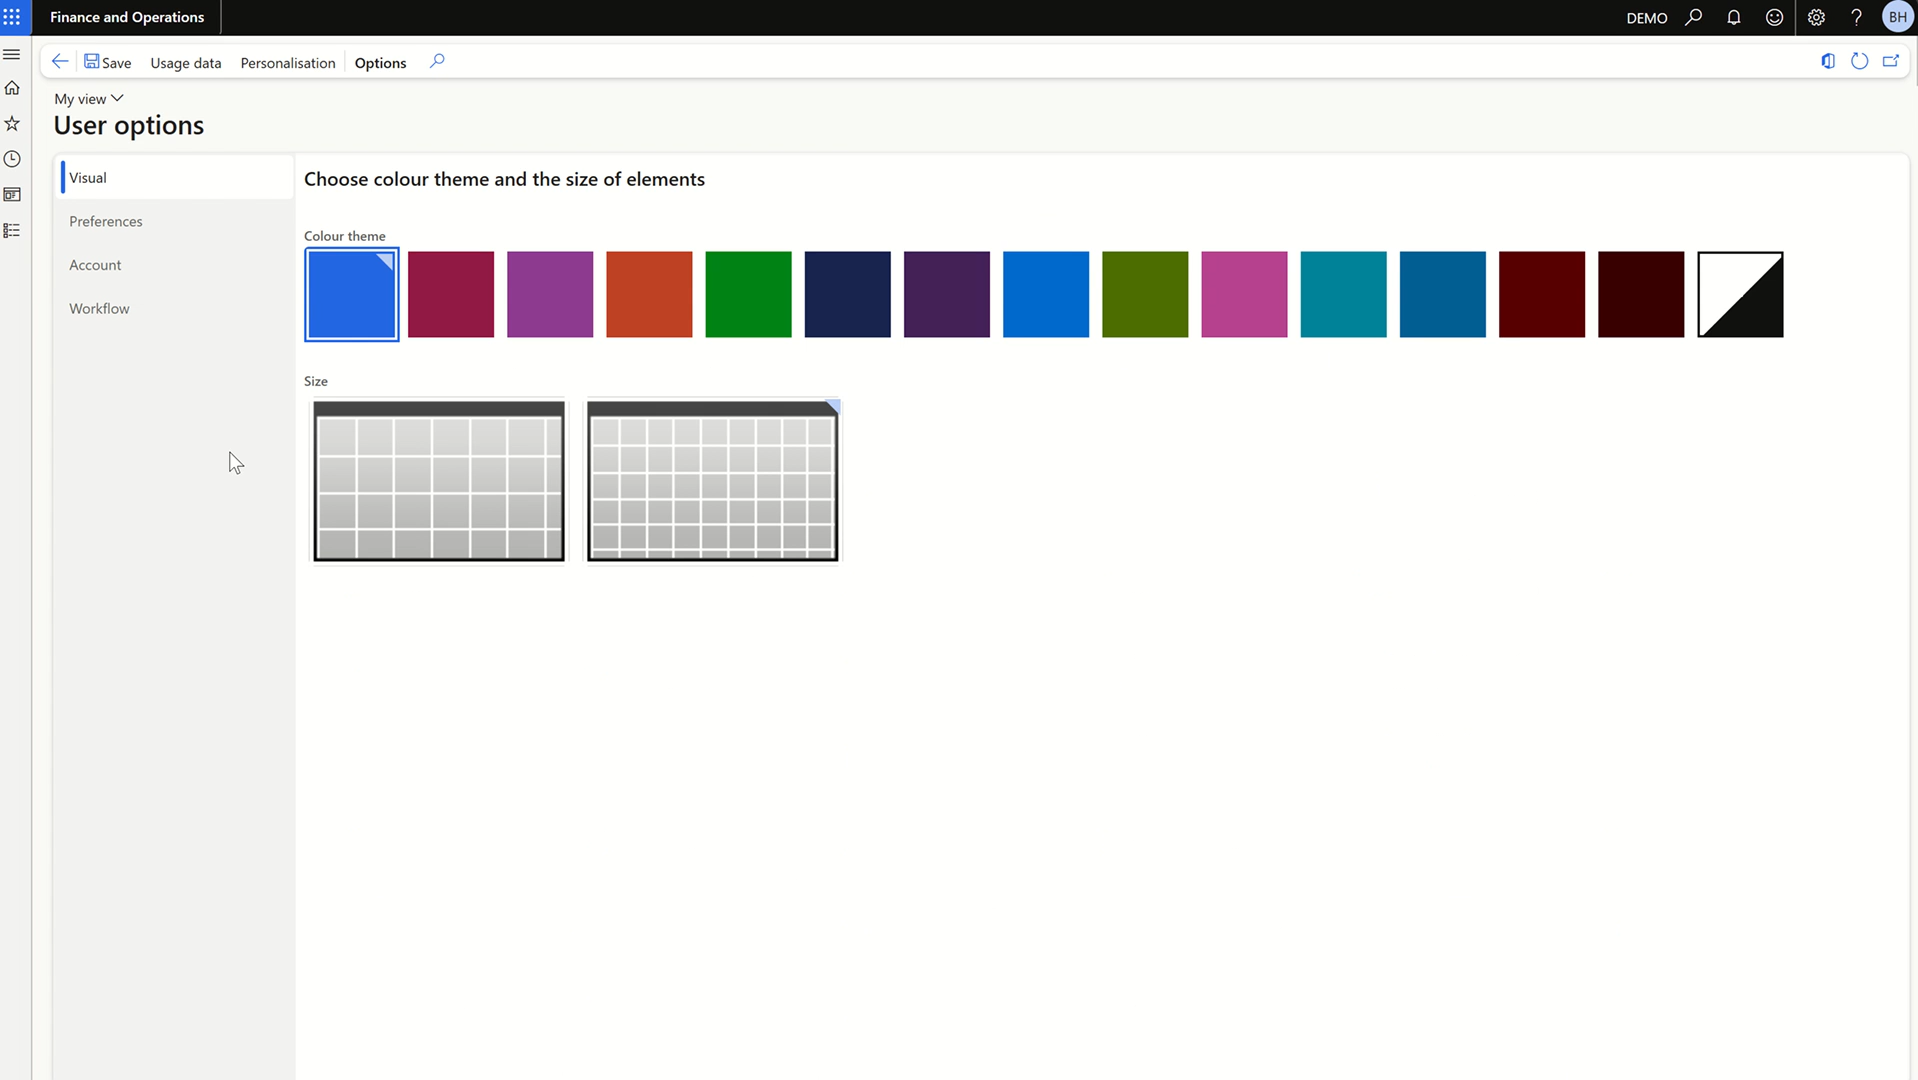 Finance and Operations
DEMO
?
BH
Save
Usage data
Personalisation
Options
My view
User options
Visual
Preferences
Account
Workflow
Choose colour theme and the size of elements
Colour theme
Size